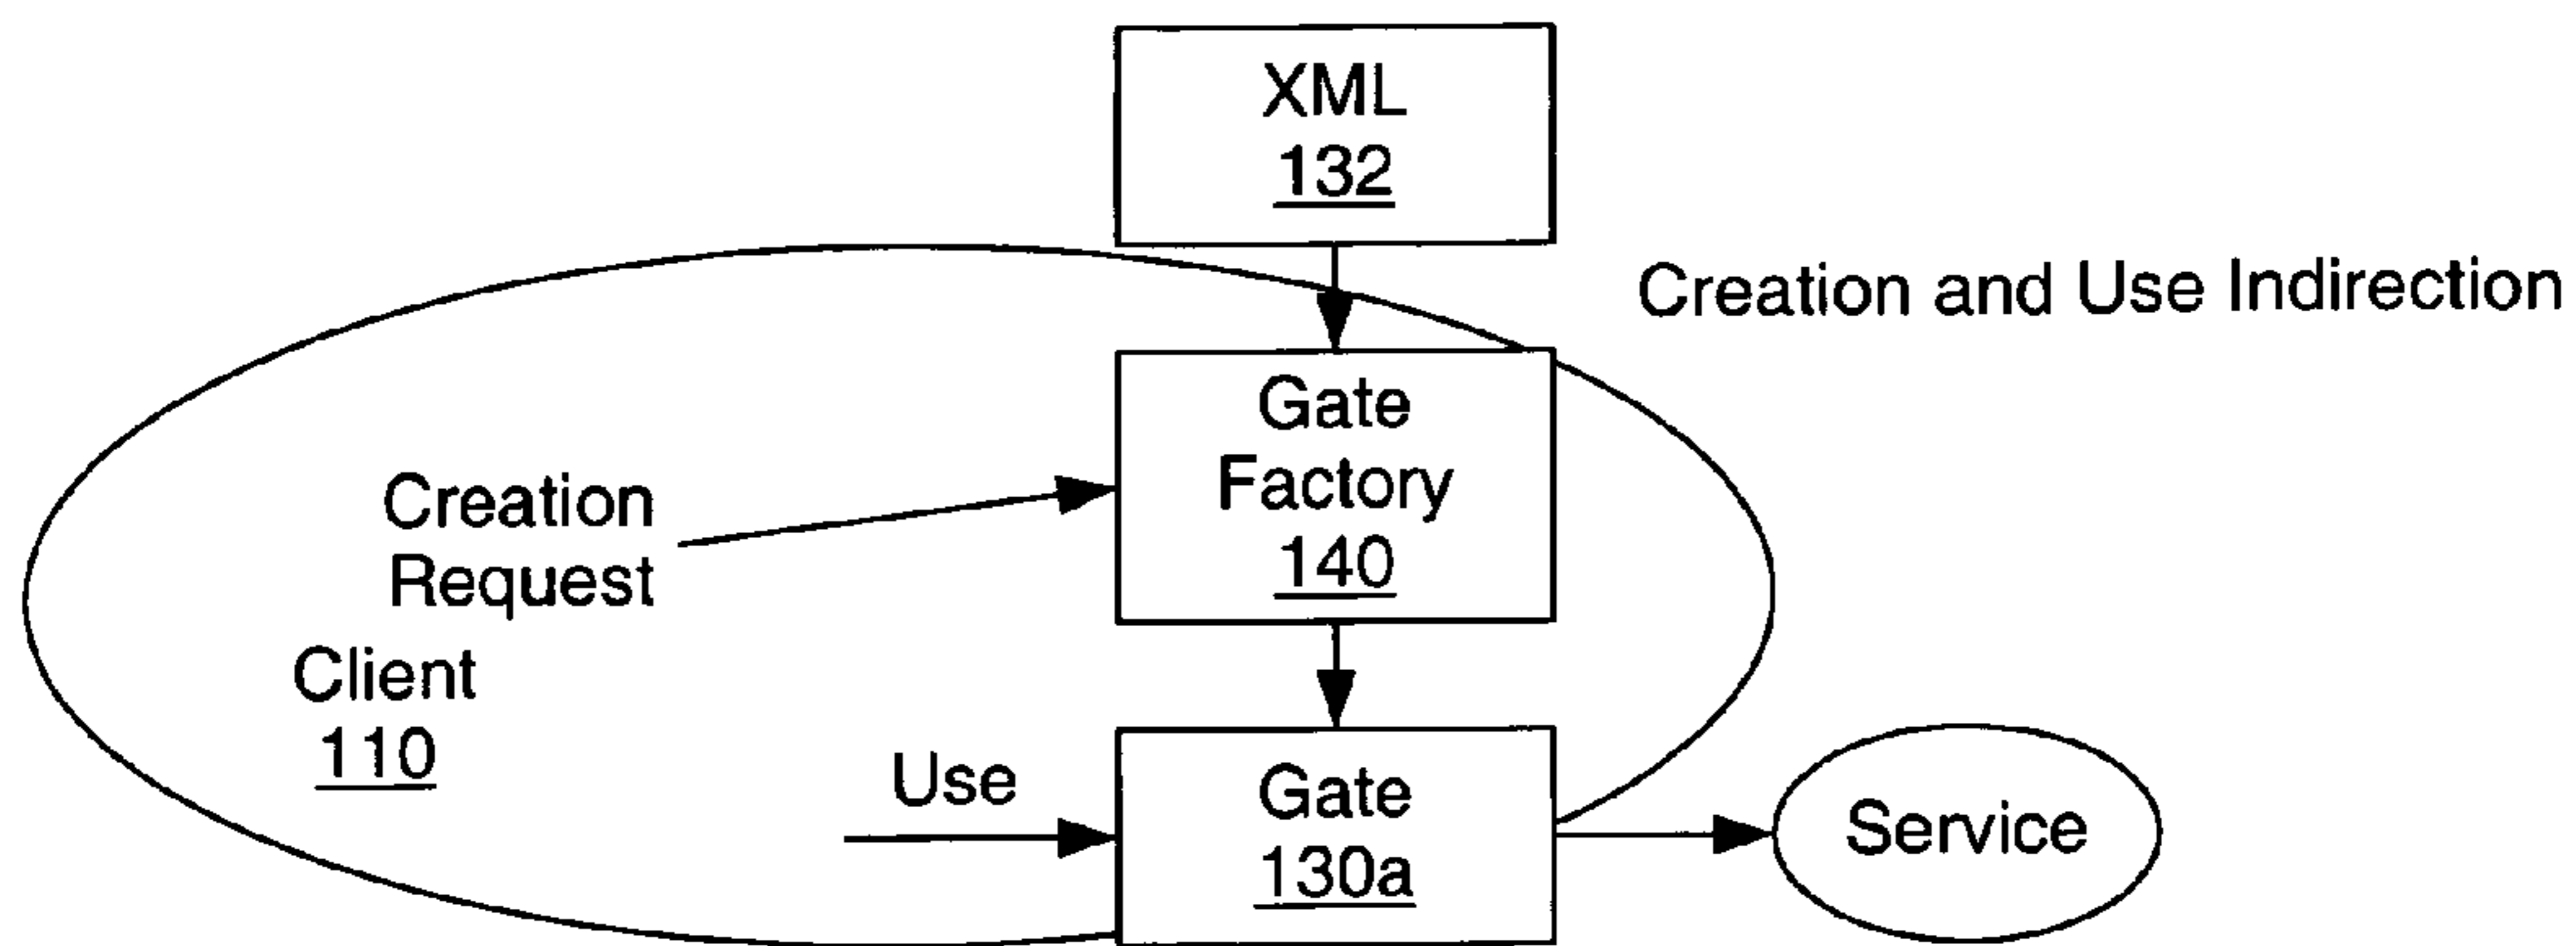 XML
132
Creation and Use Indirection
Gate
Factory
140
Creation
Request
Client
110
Use
Gate
130a
Service